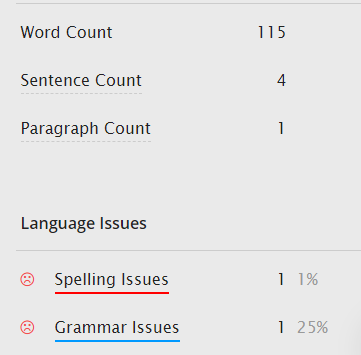 Word Count 115
Sentence Count 4
Paragraph Count 1
Language Issues
Spelling Issues 1 1%
Grammar Issues 1 25%